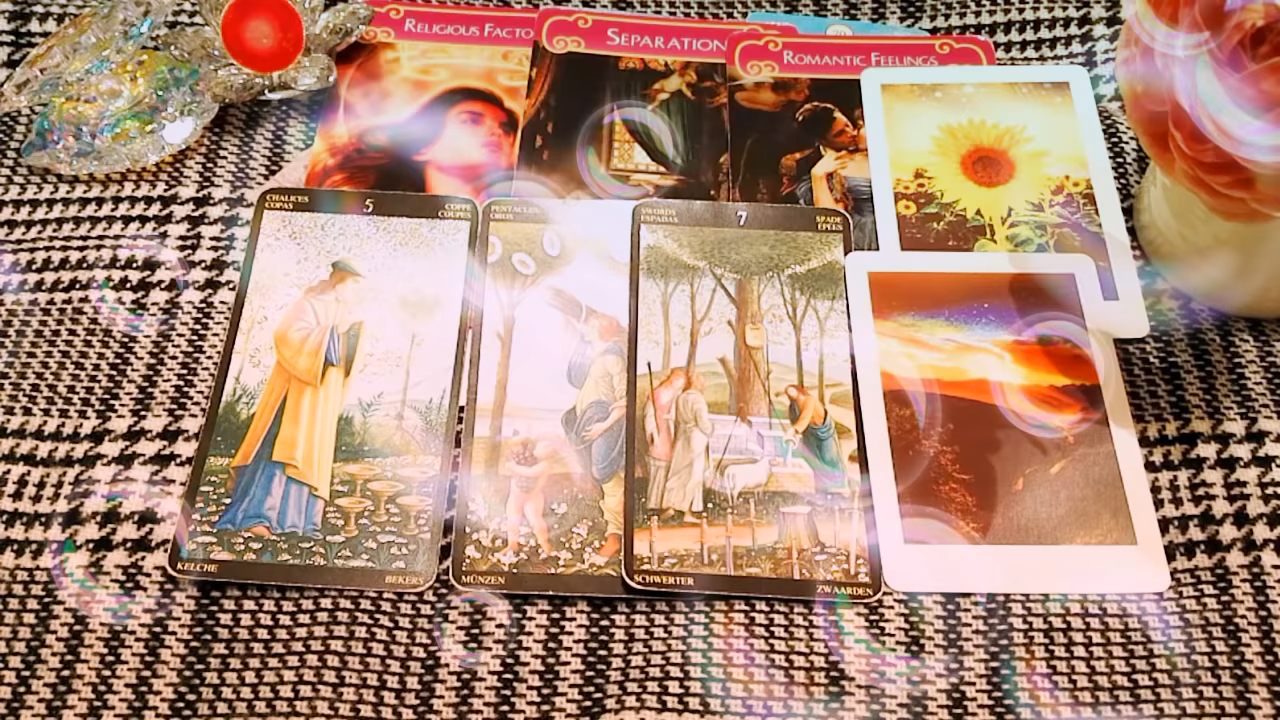 RELIGIOUS FACTO
SEPARATION
ROMANTIC FEELINGS
CHALICES
COPAS
5
COPPE
COUPES
KELCHE
BEKERS
PENTACLES
OROS
MÜNZEN
SWORDS
ESPADAS
7
SPADE
ÉPÉES
SCHWERTER
ZWAARDEN